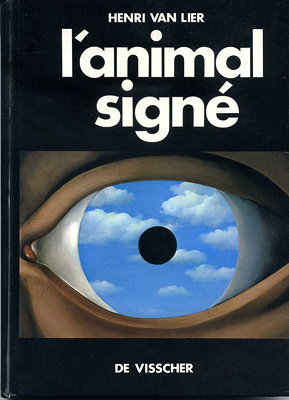 HENRI VAN LIER
l'animal
signé
DE VISSCHER